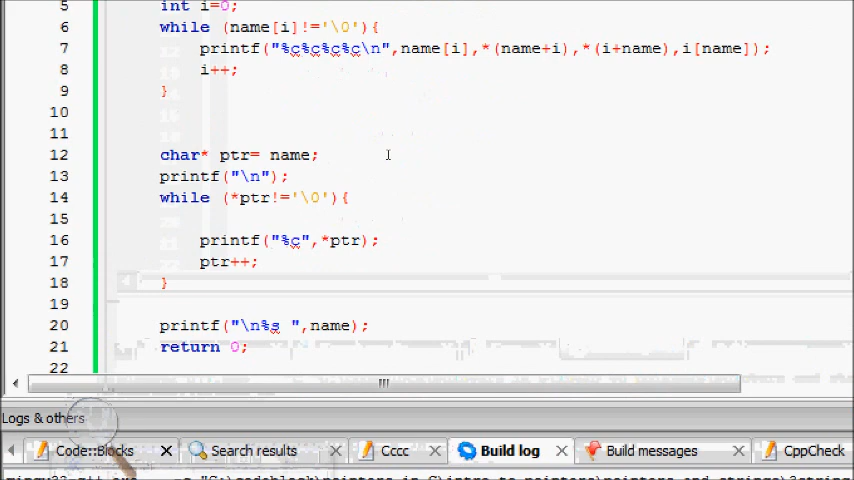 5 int i=0;
6 while (name[i]!='\0'){
7 printf("%c%c%c%c\n",name[i],*(name+i),*(i+name),i[name]);
8 i++;
9 }
10
11
12 char* ptr= name;
13 printf("\n");
14 while (*ptr!='\0'){
15
16 printf("%c",*ptr);
17 ptr++;
18 }
19
20 printf("\n%s ",name);
21 return 0;
22
Logs & others
Code::Blocks Search results Cccc Build log Build messages CppCheck